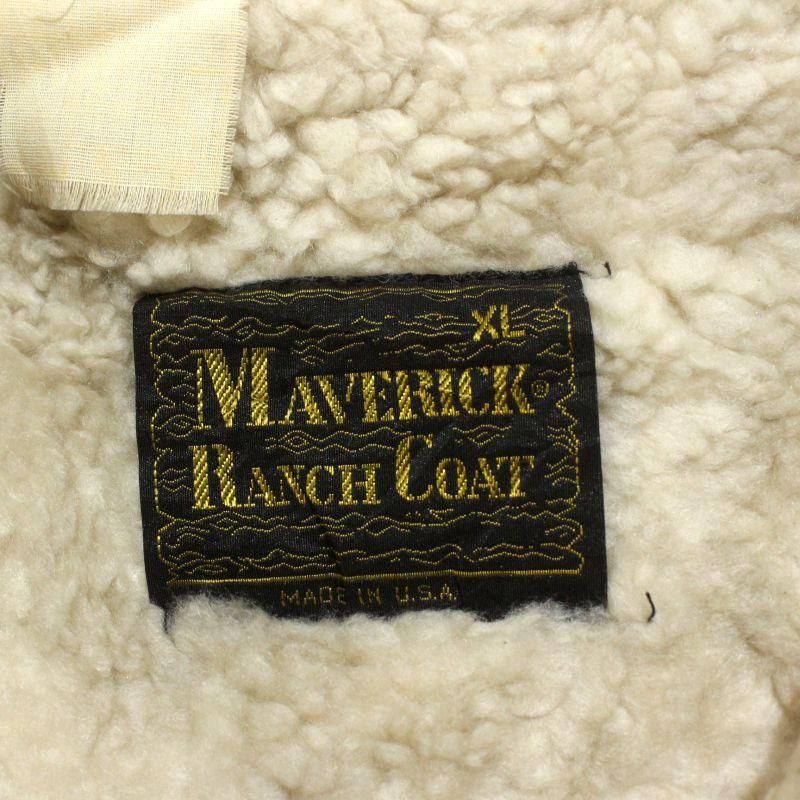 XL
MAVERICK®
RANCH COAT
MADE IN U.S.A